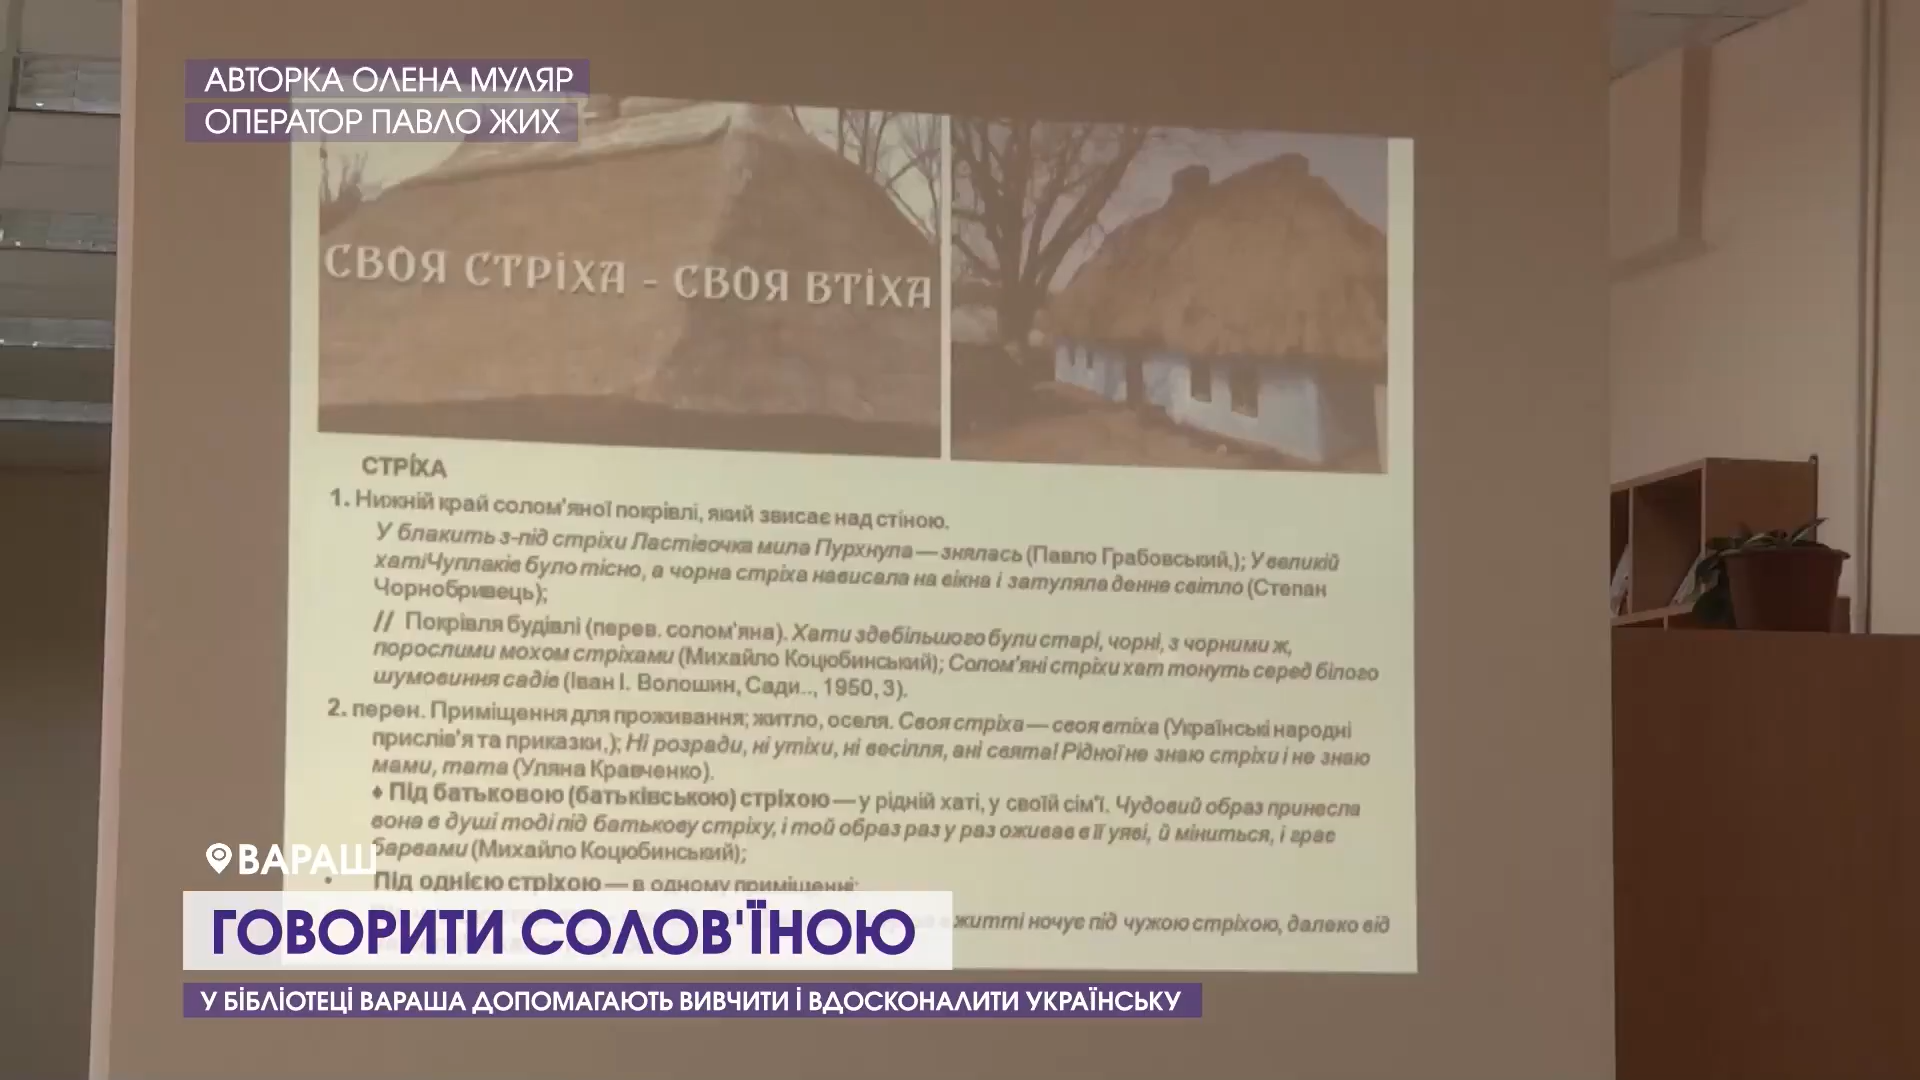 АВТОРКА ОЛЕНА МУЛЯР
ОПЕРАТОР ПАВЛО ЖИХ
СВОЯ СТРІХА - СВОЯ ВТІХА
СТРІ́ХА
1. Нижній край солом'яної покрівлі, який звисає над стіною.
У блакить з-під стріхи Ластівочка мила Пурхнула — знялась (Павло Грабовський,); У великій
хатіЧуплаків було тісно, а чорна стріха нависала на вікна і затуляла денне світло (Степан
Чорнобривець);
// Покрівля будівлі (перев. солом'яна). Хати здебільшого були старі, чорні, з чорними ж,
порослими мохом стріхами (Михайло Коцюбинський); Солом'яні стріхи хат тонуть серед білого
шумовиння садів (Іван І. Волошин, Сади.., 1950, 3).
2. перен. Приміщення для проживання; житло, оселя. Своя стріха — своя втіха (Українські народні
прислів'я та приказки,); Ні розради, ні утіхи, ні весілля, ані свята! Рідної не знаю стріхи і не знаю
мами, тата (Уляна Кравченко).
♦ Під батьковою (батьківською) стріхою — у рідній хаті, у своїй сім'ї. Чудовий образ принесла
вона в душі тоді під батькову стріху, і той образ раз у раз оживав в її уяві, й міниться, і грає
барвами (Михайло Коцюбинський);
• Під однією стріхою — в одному приміщенні;
життї ночує під чужою стріхою, далеко від
ВАРАШ
ГОВОРИТИ СОЛОВ'ЇНОЮ
У БІБЛІОТЕЦІ ВАРАША ДОПОМАГАЮТЬ ВИВЧИТИ І ВДОСКОНАЛИТИ УКРАЇНСЬКУ